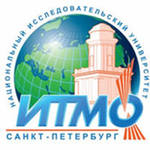 НАЦИОНАЛЬНЫЙ ИССЛЕДОВАТЕЛЬСКИЙ УНИВЕРСИТЕТ
ИТМО
САНКТ-ПЕТЕРБУРГ